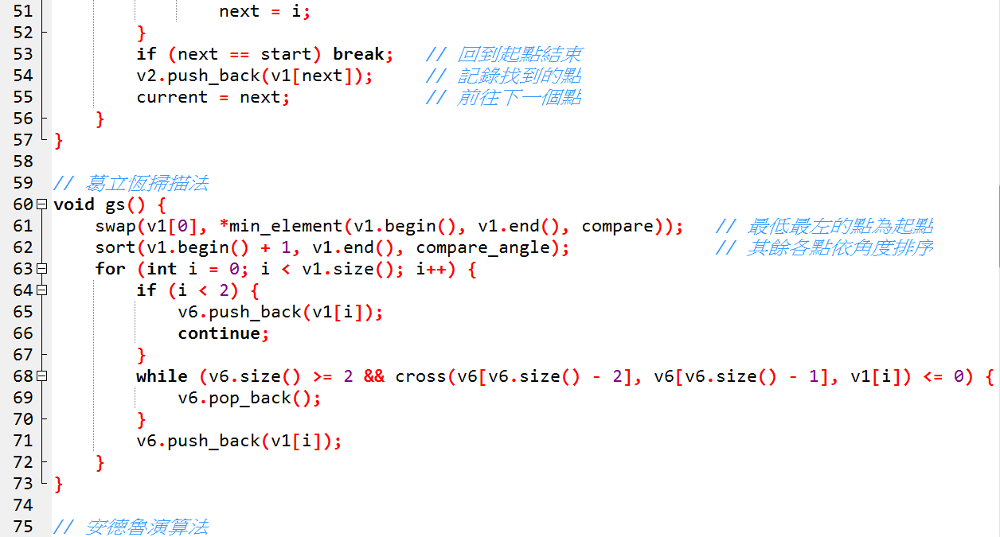 51                 next = i;
52         }
53         if (next == start) break;   // 回到起點結束
54         v2.push_back(v1[next]);     // 記錄找到的點
55         current = next;             // 前往下一個點
56     }
57 }
58
59 // 葛立恆掃描法
60 void gs() {
61     swap(v1[0], *min_element(v1.begin(), v1.end(), compare));   // 最低最左的點為起點
62     sort(v1.begin() + 1, v1.end(), compare_angle);              // 其餘各點依角度排序
63     for (int i = 0; i < v1.size(); i++) {
64         if (i < 2) {
65             v6.push_back(v1[i]);
66             continue;
67         }
68         while (v6.size() >= 2 && cross(v6[v6.size() - 2], v6[v6.size() - 1], v1[i]) <= 0) {
69             v6.pop_back();
70         }
71         v6.push_back(v1[i]);
72     }
73 }
74
75 // 安德魯演算法